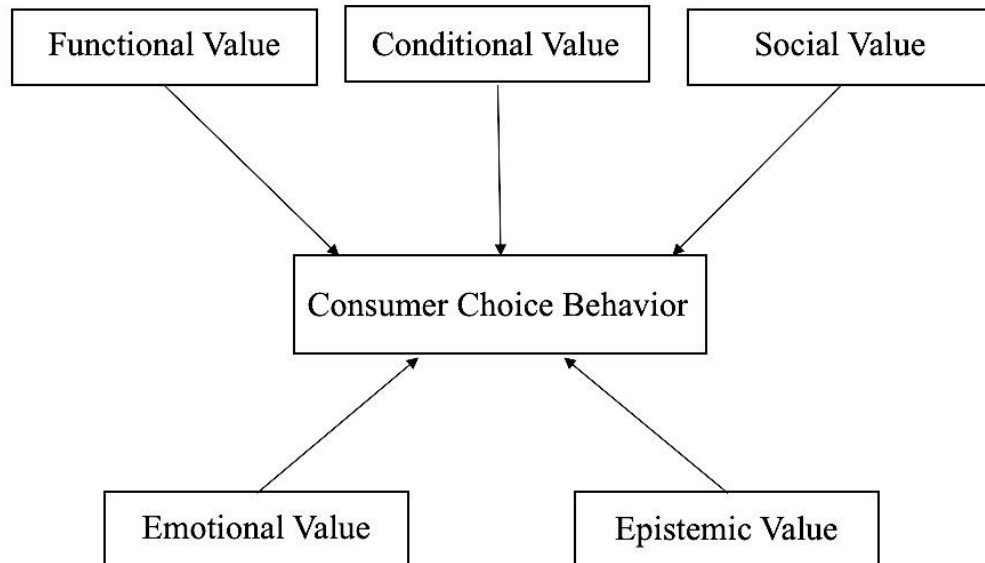 Functional Value
Conditional Value
Social Value
Consumer Choice Behavior
Emotional Value
Epistemic Value